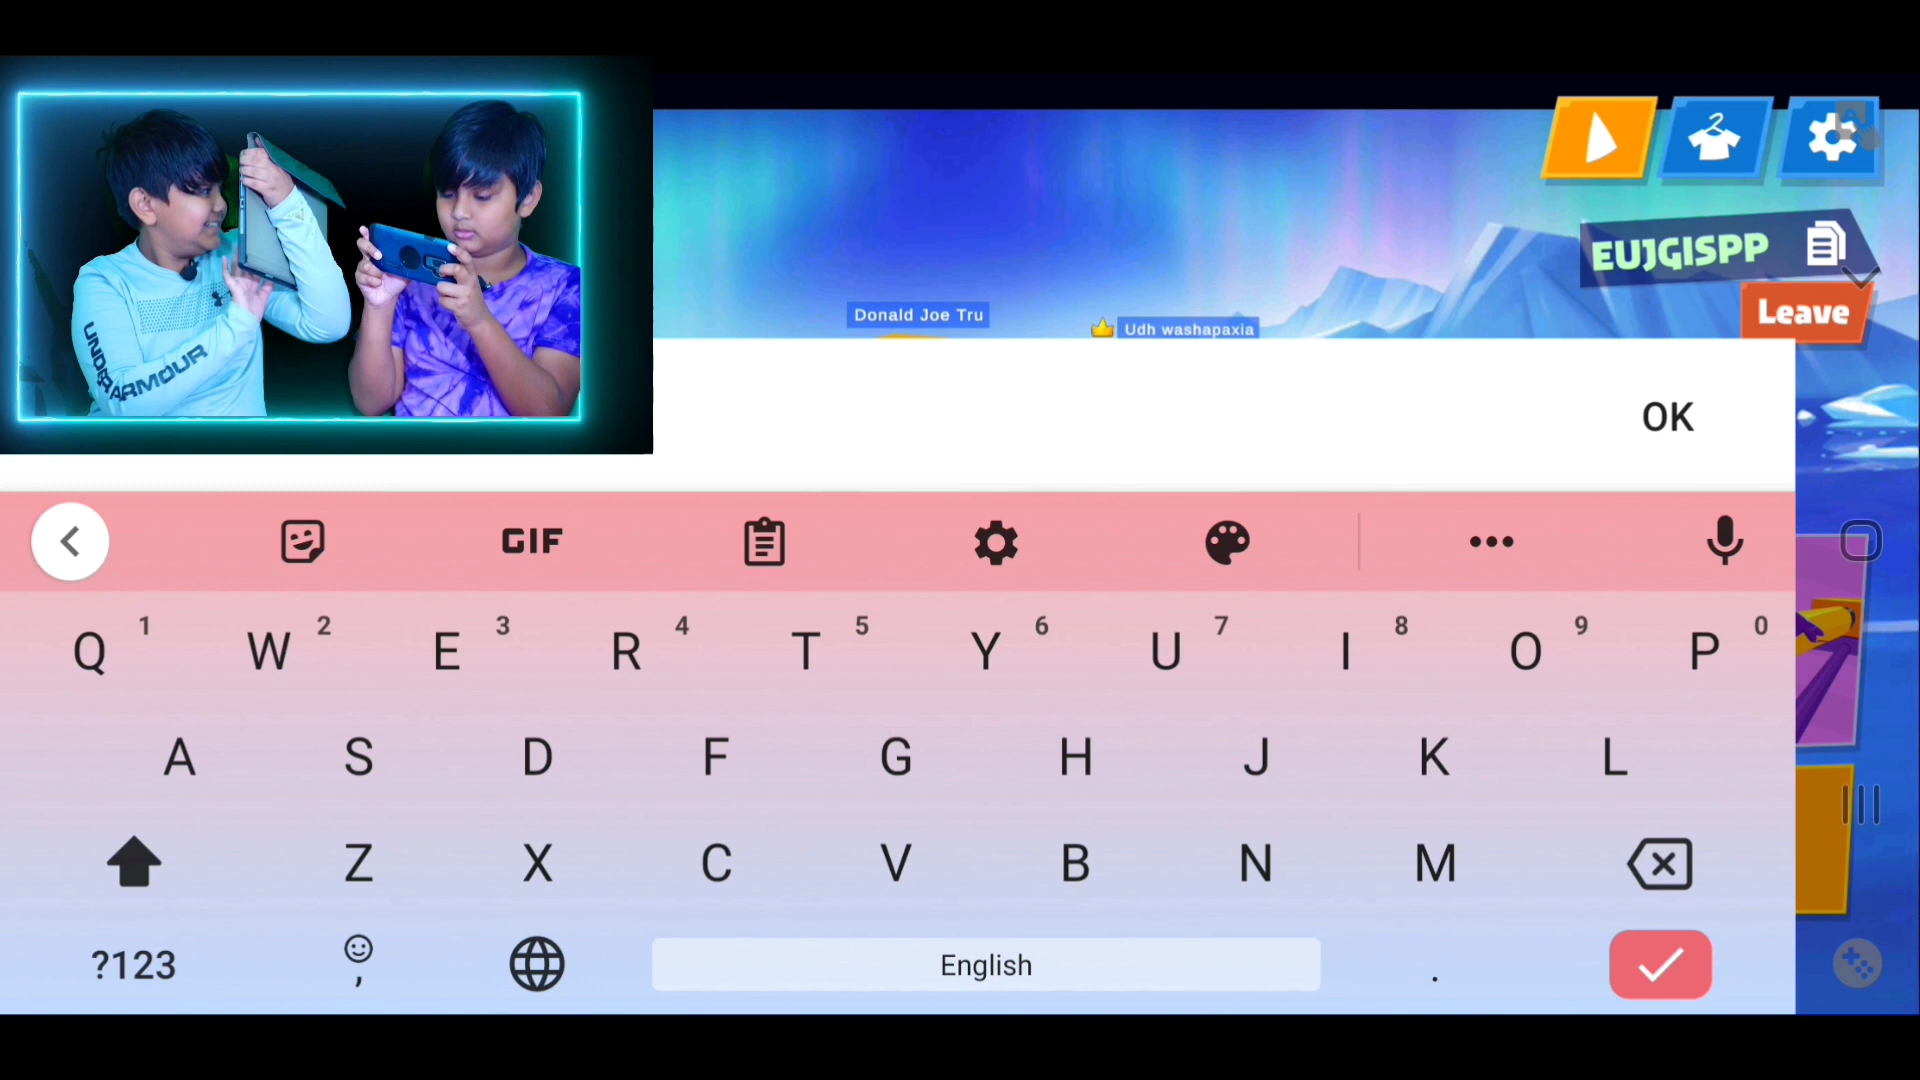 UNDER ARMOUR
EUJGISPP
Leave
Donald Joe Tru
Udh washapaxia
OK
GIF
Q 1 W 2 E 3 R 4 T 5 Y 6 U 7 I 8 O 9 P 0
A S D F G H J K L
Z X C V B N M
?123 , English .